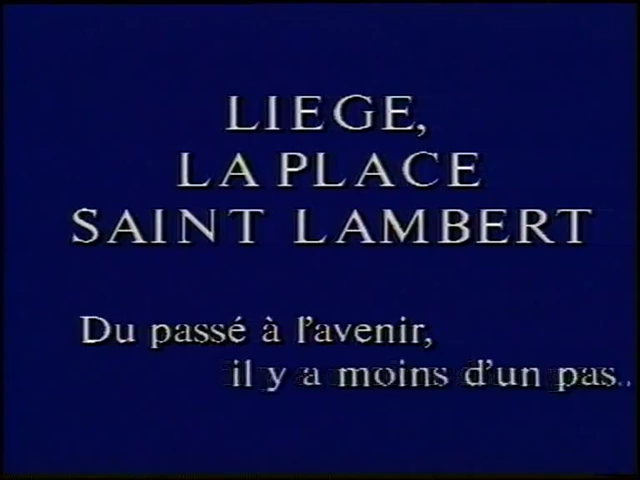 LIEGE,
LA PLACE
SAINT LAMBERT
Du passé à l'avenir,
il y a moins d'un pas..